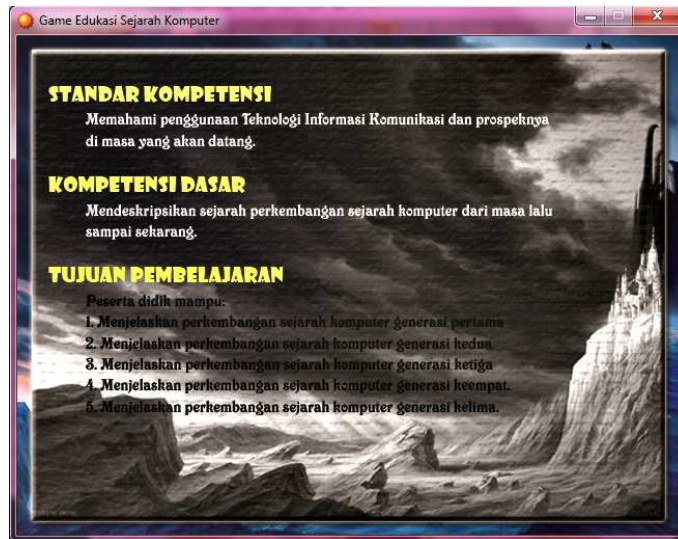 Game Edukasi Sejarah Komputer
STANDAR KOMPETENSI
Memahami penggunaan Teknologi Informasi Komunikasi dan prospeknya
di masa yang akan datang.
KOMPETENSI DASAR
Mendeskripsikan sejarah perkembangan sejarah komputer dari masa lalu
sampai sekarang.
TUJUAN PEMBELAJARAN
Peserta didik mampu:
1. Menjelaskan perkembangan sejarah komputer generasi pertama
2. Menjelaskan perkembangan sejarah komputer generasi kedua
3. Menjelaskan perkembangan sejarah komputer generasi ketiga
4. Menjelaskan perkembangan sejarah komputer generasi keempat.
5. Menjelaskan perkembangan sejarah komputer generasi kelima.